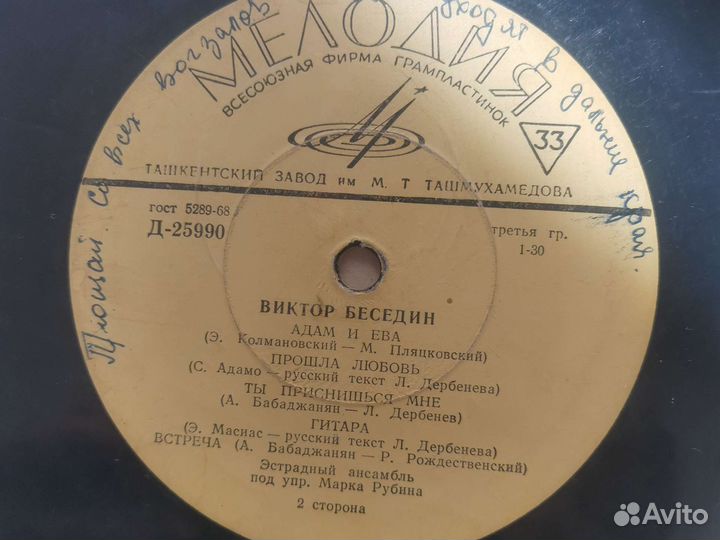 Прощай. Со всех вокзалов уходят в дальние края.
МЕЛОДИЯ
ВСЕСОЮЗНАЯ ФИРМА ГРАМПЛАСТИНОК
33
ТАШКЕНТСКИЙ ЗАВОД им М. Т ТАШМУХАМЕДОВА
гост 5289-68
Д-25990
третья гр.
1-30
ВИКТОР БЕСЕДИН
АДАМ И ЕВА
(Э. Колмановский — М. Пляцковский)
ПРОШЛА ЛЮБОВЬ
(С. Адамо — русский текст Л. Дербенева)
ТЫ ПРИСНИШЬСЯ МНЕ
(А. Бабаджанян — Л. Дербенев)
ГИТАРА
(Э. Масиас — русский текст Л. Дербенева)
ВСТРЕЧА (А. Бабаджанян — Р. Рождественский)
Эстрадный ансамбль
под упр. Марка Рубина
2 сторона
Avito